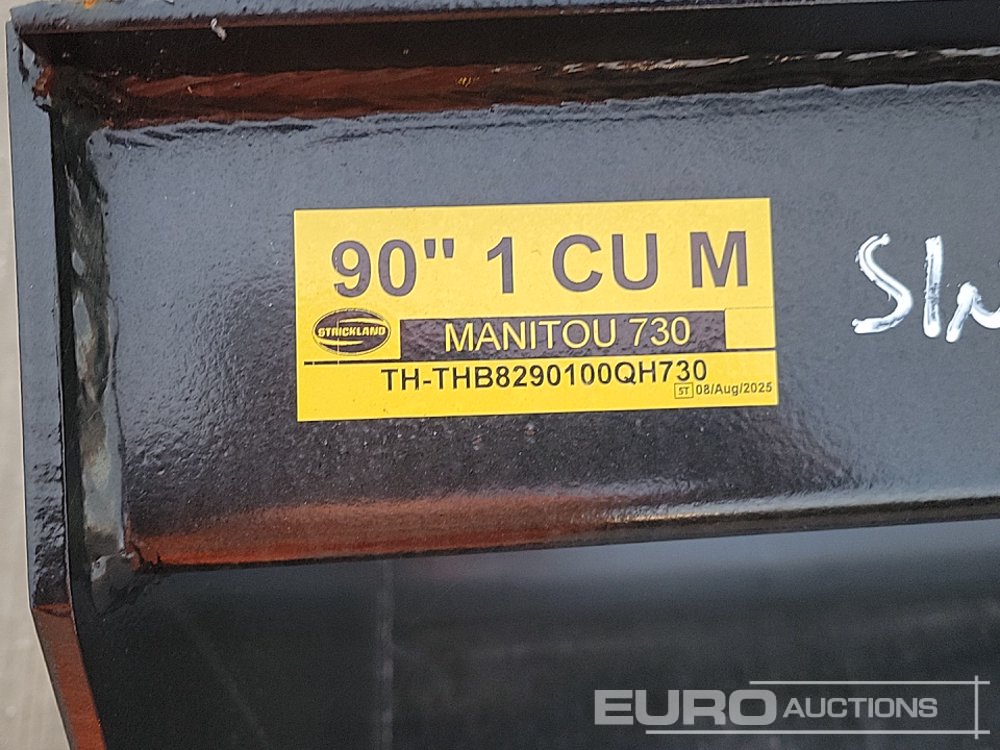 90" 1 CU M
STRICKLAND
MANITOU 730
TH-THB8290100QH730
ST 08/Aug/2025
EURO AUCTIONS